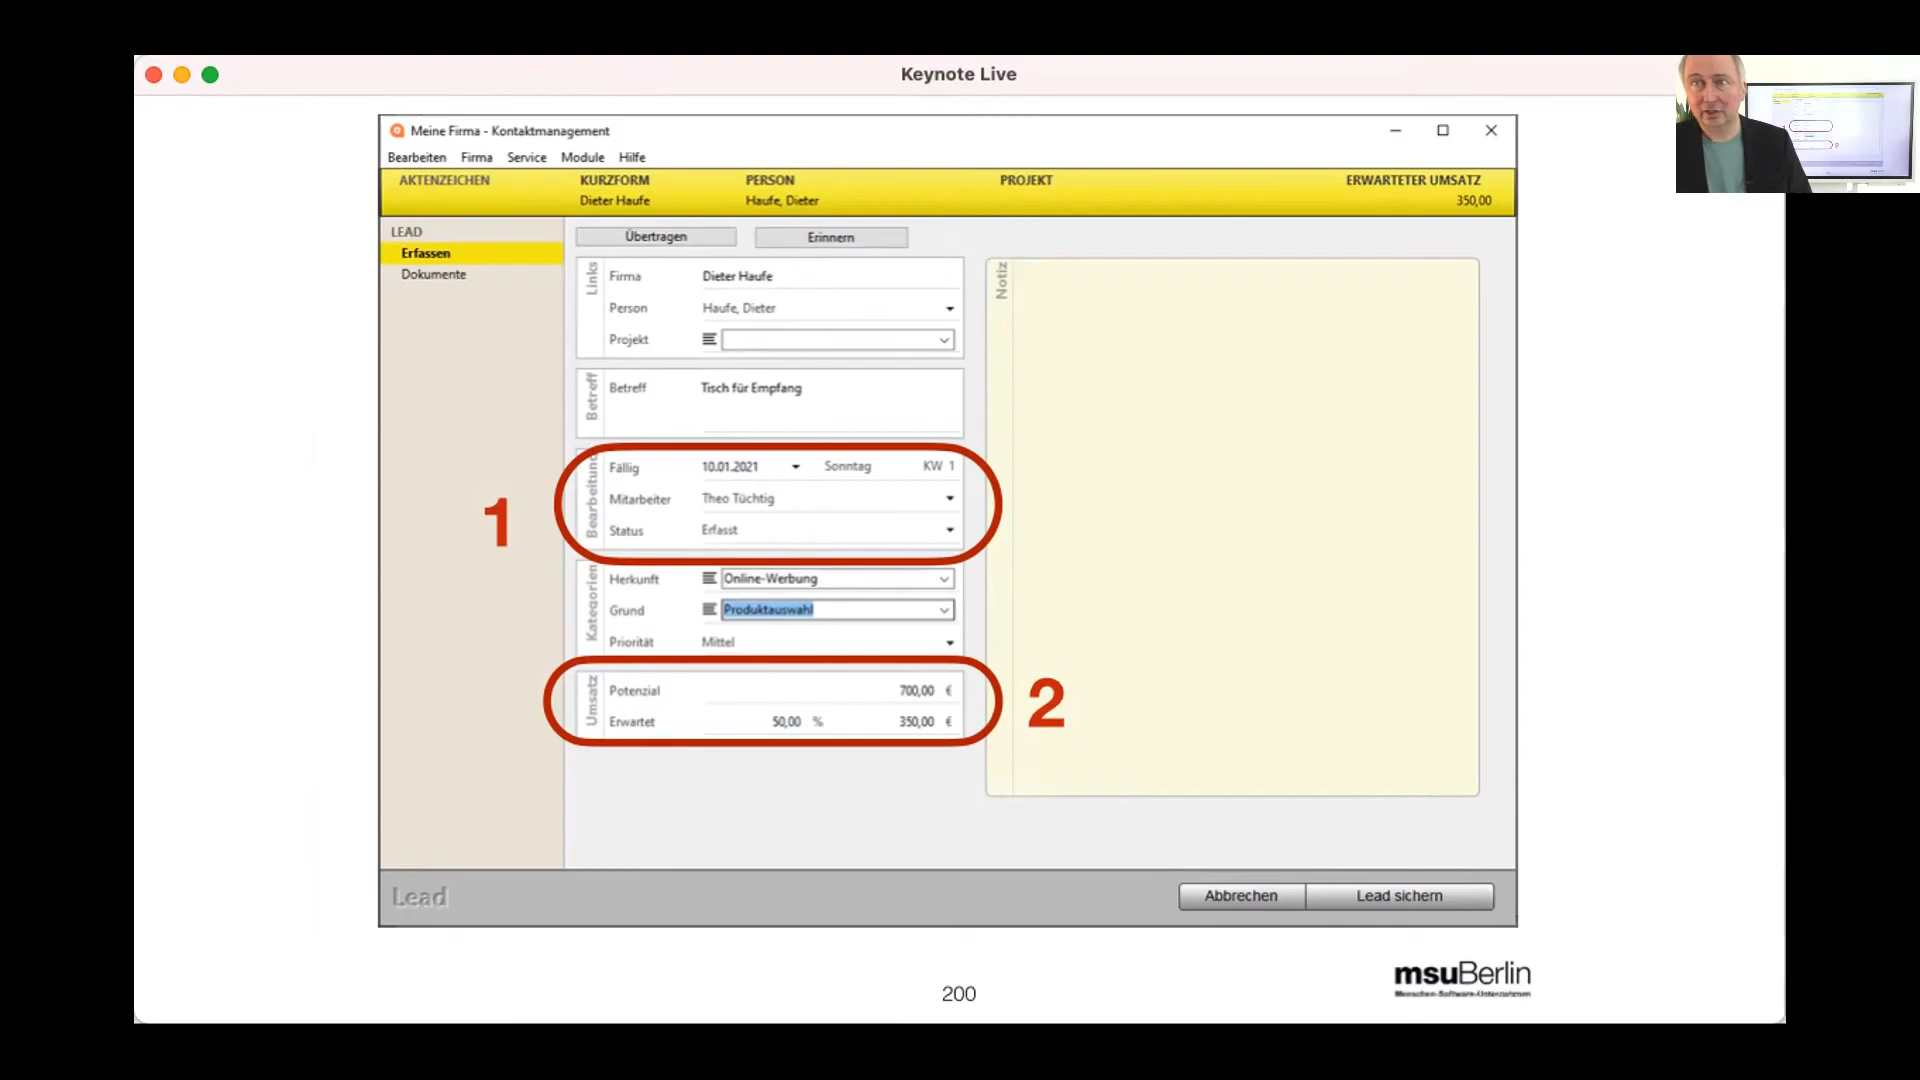 Keynote Live
Meine Firma - Kontaktmanagement
Bearbeiten Firma Service Module Hilfe
AKTENZEICHEN KURZFORM PERSON PROJEKT ERWARTETER UMSATZ
Dieter Haufe Haufe, Dieter 350,00
LEAD
Erfassen
Dokumente
Übertragen Erinnern
Links
Firma Dieter Haufe
Person Haufe, Dieter
Projekt
Betreff
Betreff Tisch für Empfang
1
Bearbeitung
Fällig 10.01.2021 Sonntag KW 1
Mitarbeiter Theo Tüchtig
Status Erfasst
Kategorien
Herkunft Online-Werbung
Grund Produktauswahl
Priorität Mittel
2
Umsatz
Potenzial 700,00 €
Erwartet 50,00 % 350,00 €
Notiz
Lead Abbrechen Lead sichern
msuBerlin
Menschen-Software-Unternehmen
200